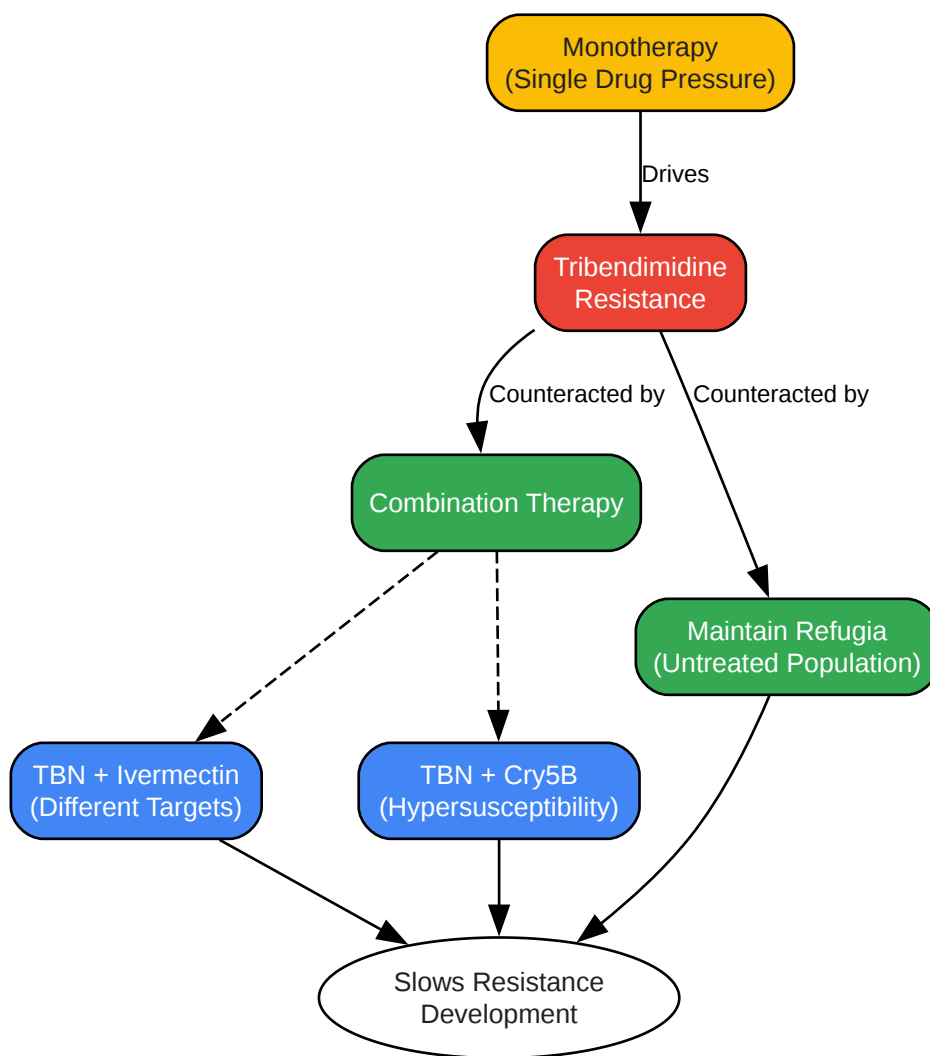 Monotherapy
(Single Drug Pressure)
Drives
Tribendimidine
Resistance
Counteracted by
Counteracted by
Combination Therapy
Maintain Refugia
(Untreated Population)
TBN + Ivermectin
(Different Targets)
TBN + Cry5B
(Hypersusceptibility)
Slows Resistance
Development